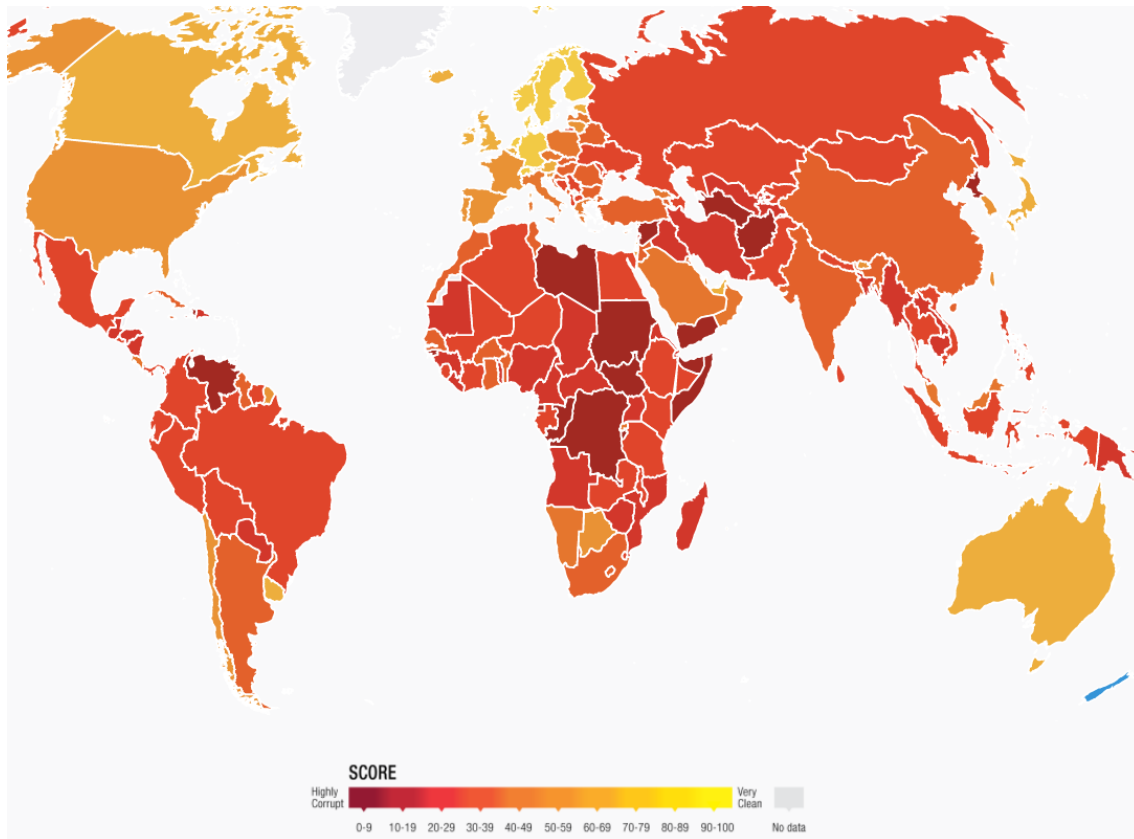 SCORE
Highly Corrupt
Very Clean
0-9 10-19 20-29 30-39 40-49 50-59 60-69 70-79 80-89 90-100 No data